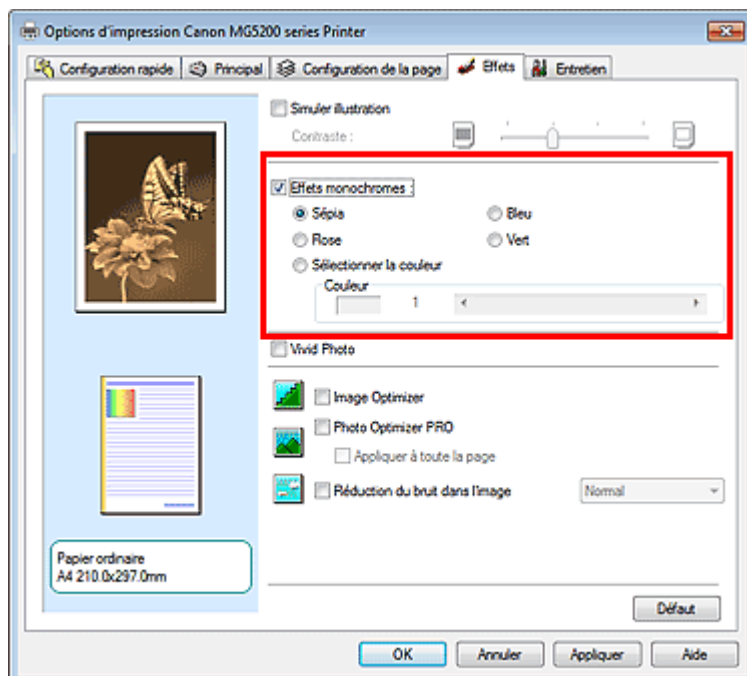 Options d'impression Canon MG5200 series Printer
Configuration rapide Principal Configuration de la page Effets Entretien
Simuler illustration
Contraste :
Effets monochromes :
Sépia Bleu
Rose Vert
Sélectionner la couleur
Couleur
1
Vivid Photo
Image Optimizer
Photo Optimizer PRO
Appliquer à toute la page
Réduction du bruit dans l'image Normal
Papier ordinaire
A4 210.0x297.0mm
Défaut
OK Annuler Appliquer Aide